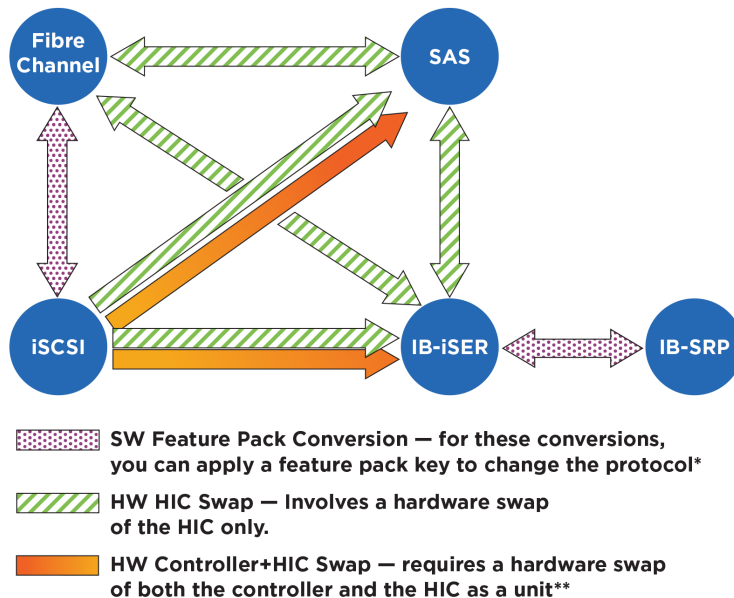 Fibre
Channel
SAS
iSCSI
IB-iSER
IB-SRP
SW Feature Pack Conversion — for these conversions,
you can apply a feature pack key to change the protocol*
HW HIC Swap — Involves a hardware swap
of the HIC only.
HW Controller+HIC Swap — requires a hardware swap
of both the controller and the HIC as a unit**